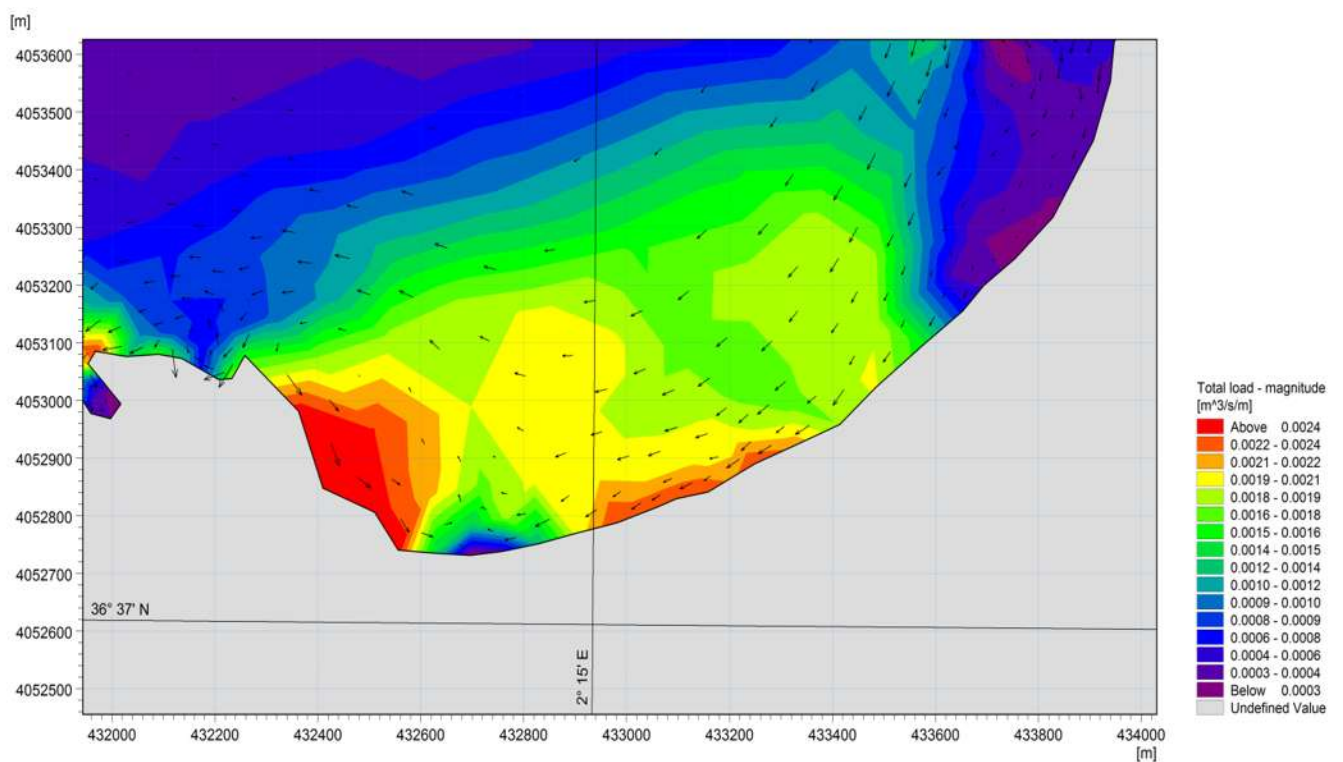 [m]
4053600
4053500
4053400
4053300
4053200
4053100
4053000
4052900
4052800
4052700
4052600
4052500
36° 37' N
2° 15' E
432000 432200 432400 432600 432800 433000 433200 433400 433600 433800 434000
[m]
Total load - magnitude
[m^3/s/m]
Above 0.0024
0.0022 - 0.0024
0.0021 - 0.0022
0.0019 - 0.0021
0.0018 - 0.0019
0.0016 - 0.0018
0.0015 - 0.0016
0.0014 - 0.0015
0.0012 - 0.0014
0.0010 - 0.0012
0.0009 - 0.0010
0.0008 - 0.0009
0.0006 - 0.0008
0.0004 - 0.0006
0.0003 - 0.0004
Below 0.0003
Undefined Value